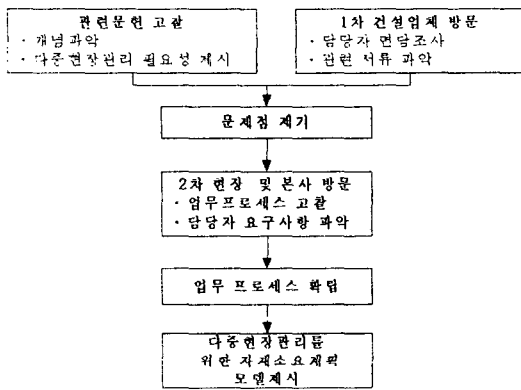 관련문헌 고찰
· 개념파악
· 다중현장관리 필요성 제시
1차 건설업체 방문
· 담당자 면담조사
· 관련 서류 파악
문제점 제기
2차 현장 및 본사 방문
· 업무프로세스 고찰
· 담당자 요구사항 파악
업무 프로세스 확립
다중현장관리를
위한 자재소요계획
모델제시